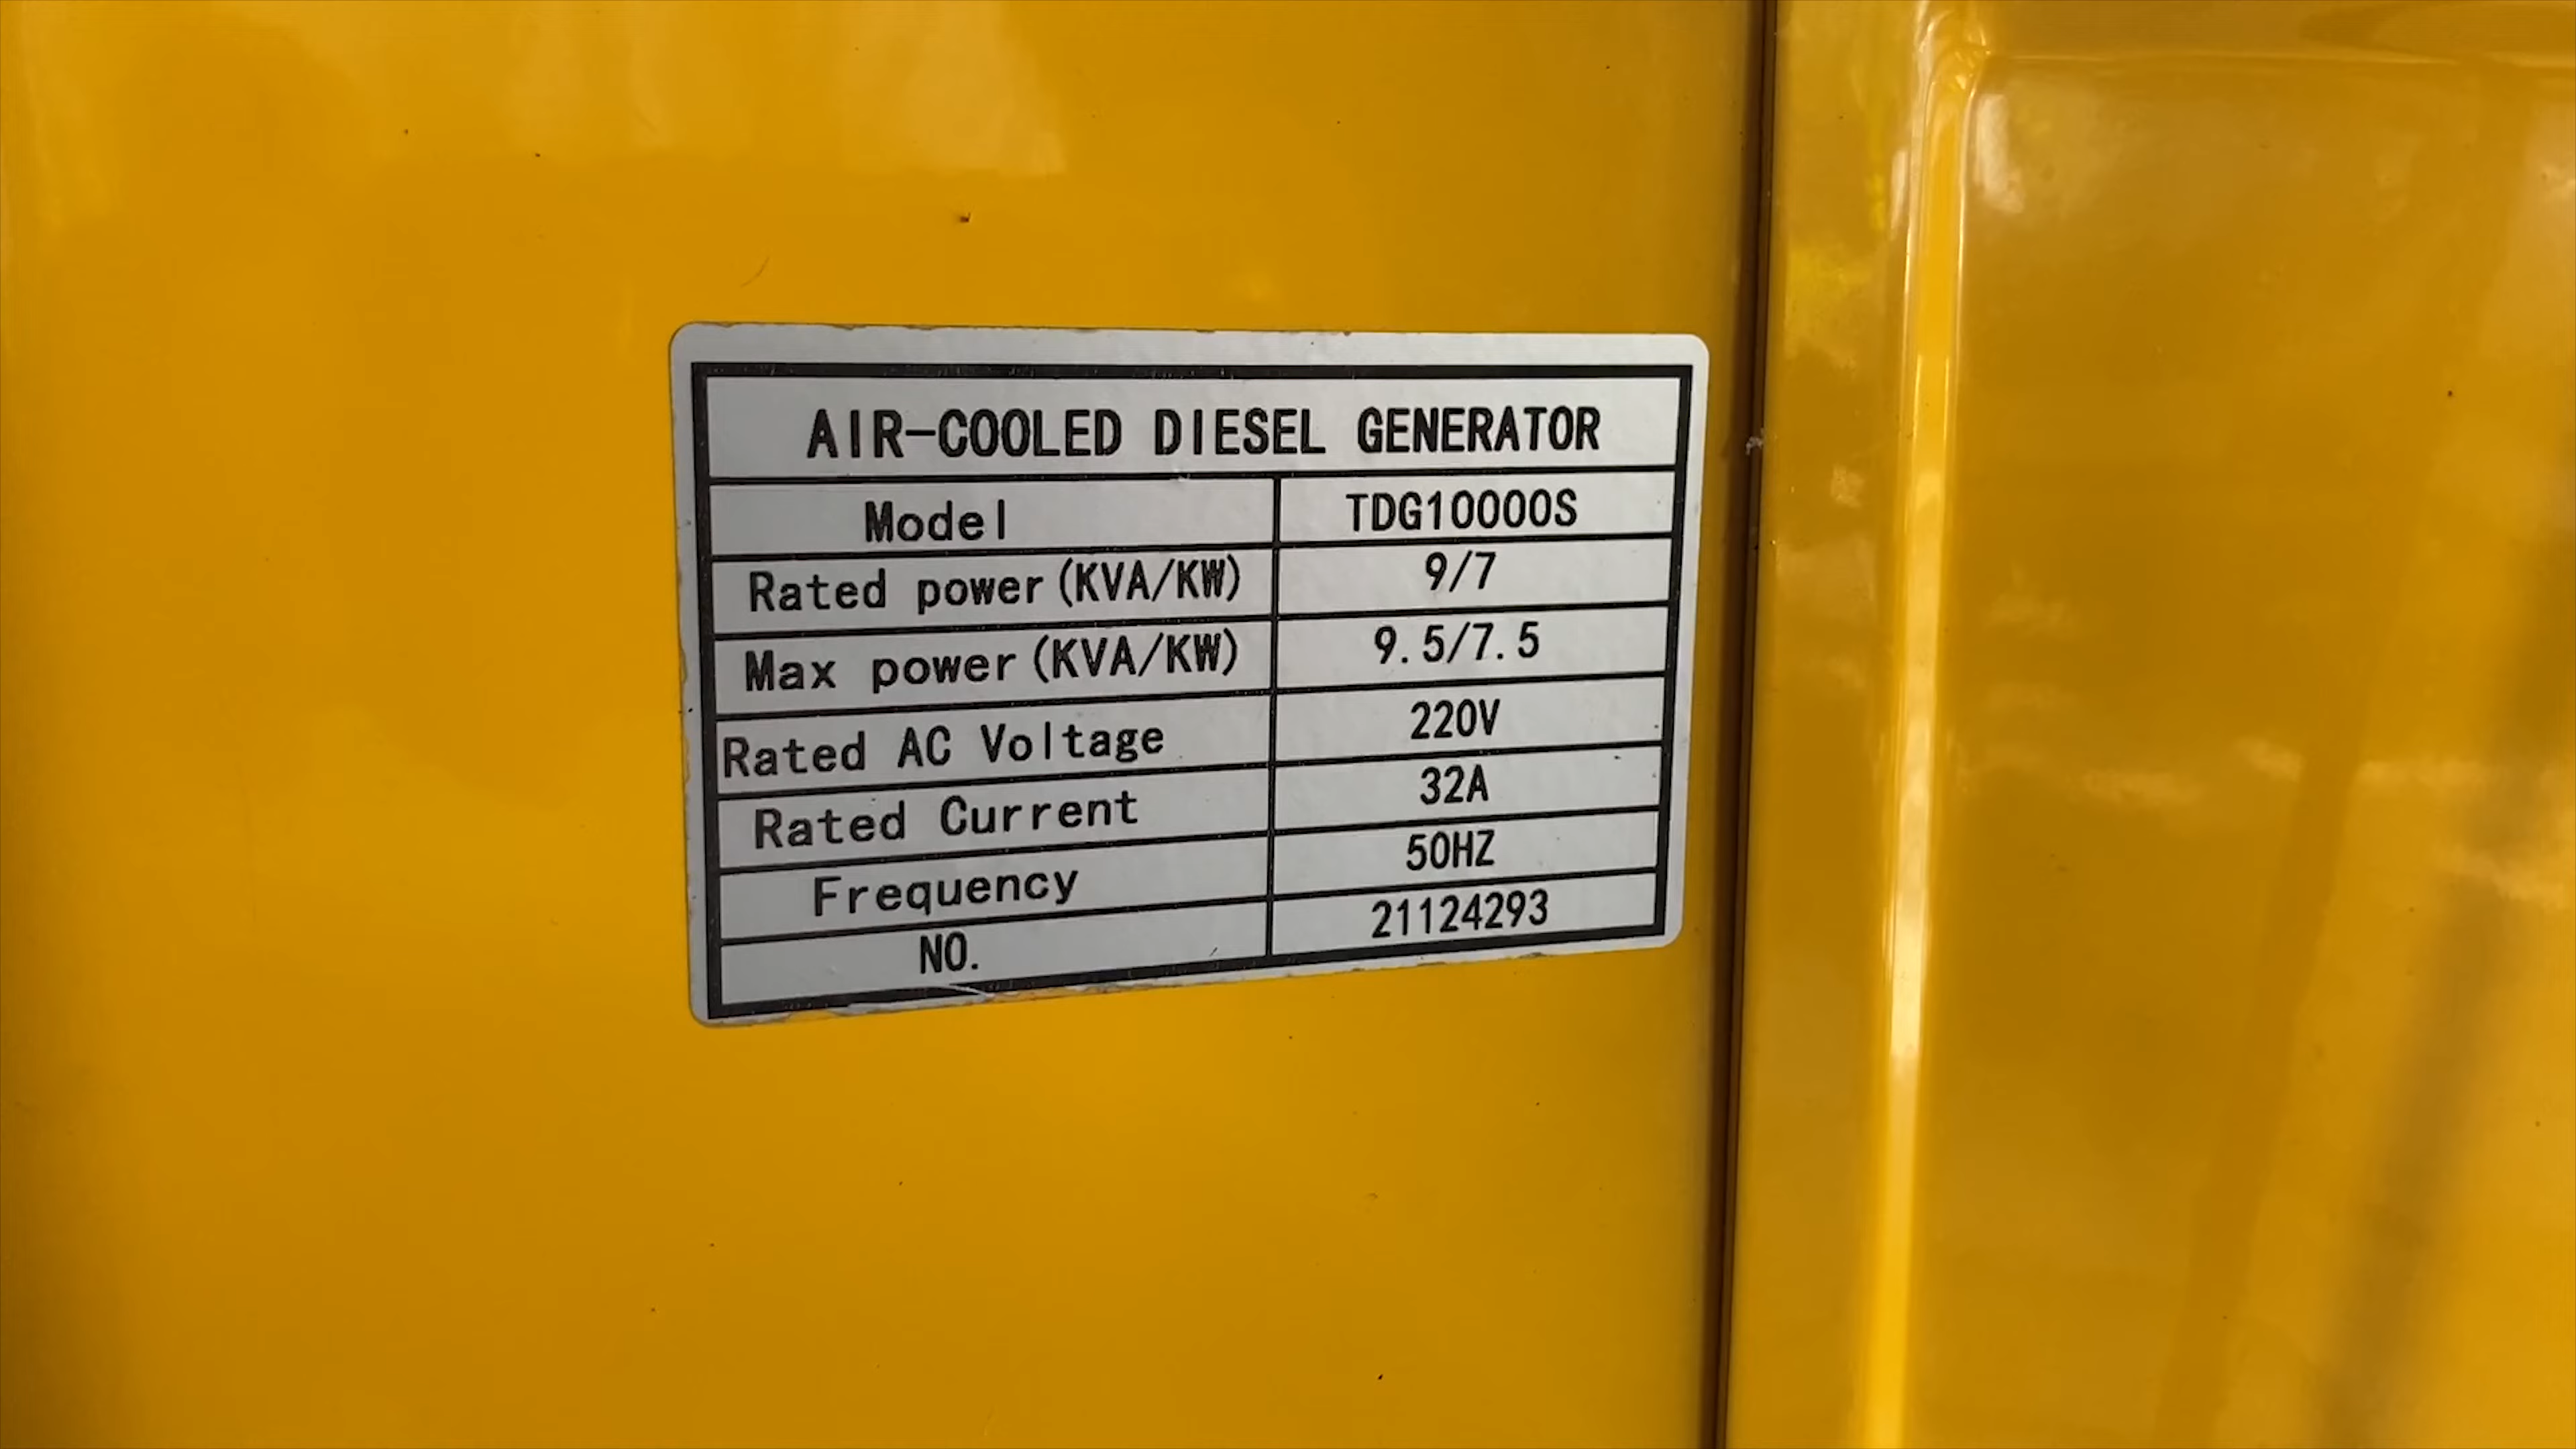 AIR-COOLED DIESEL GENERATOR
Model TDG10000S
Rated power(KVA/KW) 9/7
Max power(KVA/KW) 9.5/7.5
Rated AC Voltage 220V
Rated Current 32A
Frequency 50HZ
NO. 21124293